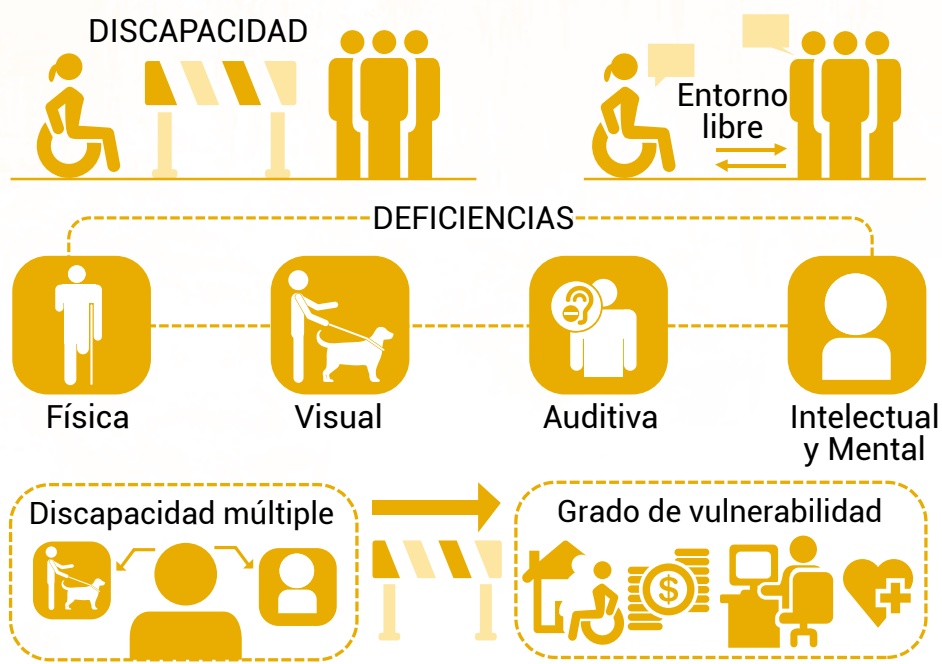 DISCAPACIDAD
Entorno
libre
DEFICIENCIAS
Física
Visual
Auditiva
Intelectual
y Mental
Discapacidad múltiple
Grado de vulnerabilidad
$